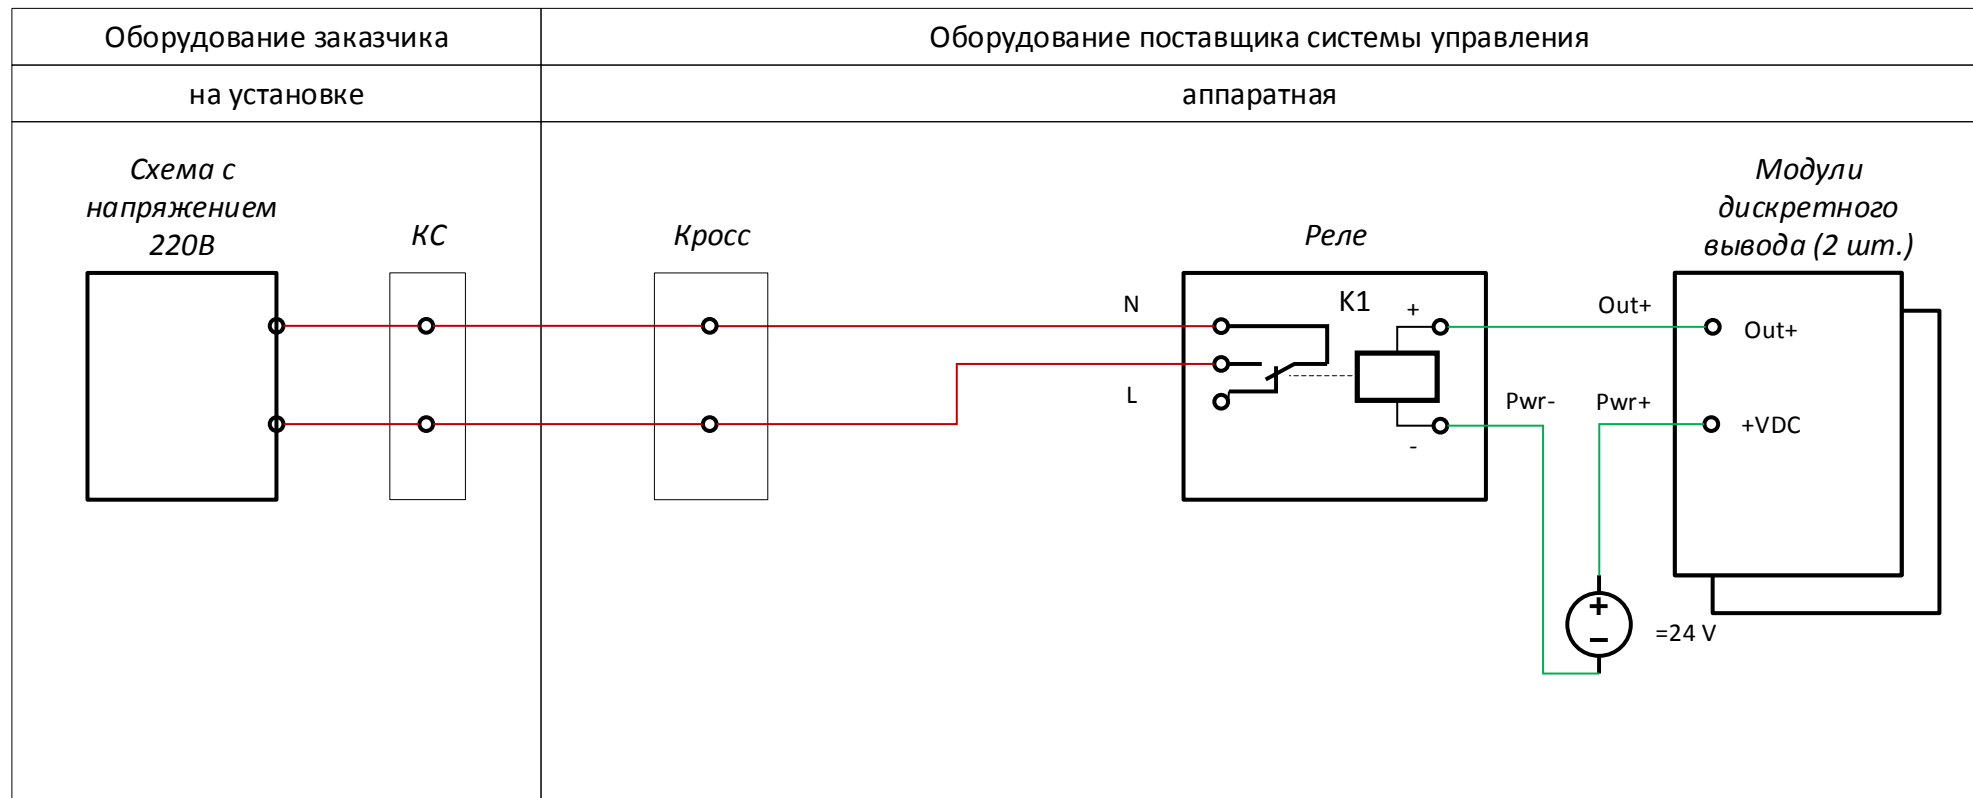 Оборудование заказчика
Оборудование поставщика системы управления
на установке
аппаратная
Схема с
напряжением
220В
КС
Кросс
Реле
Модули
дискретного
вывода (2 шт.)
N
K1
+
Out+
Out+
L
Pwr-
Pwr+
+VDC
-
=24 V